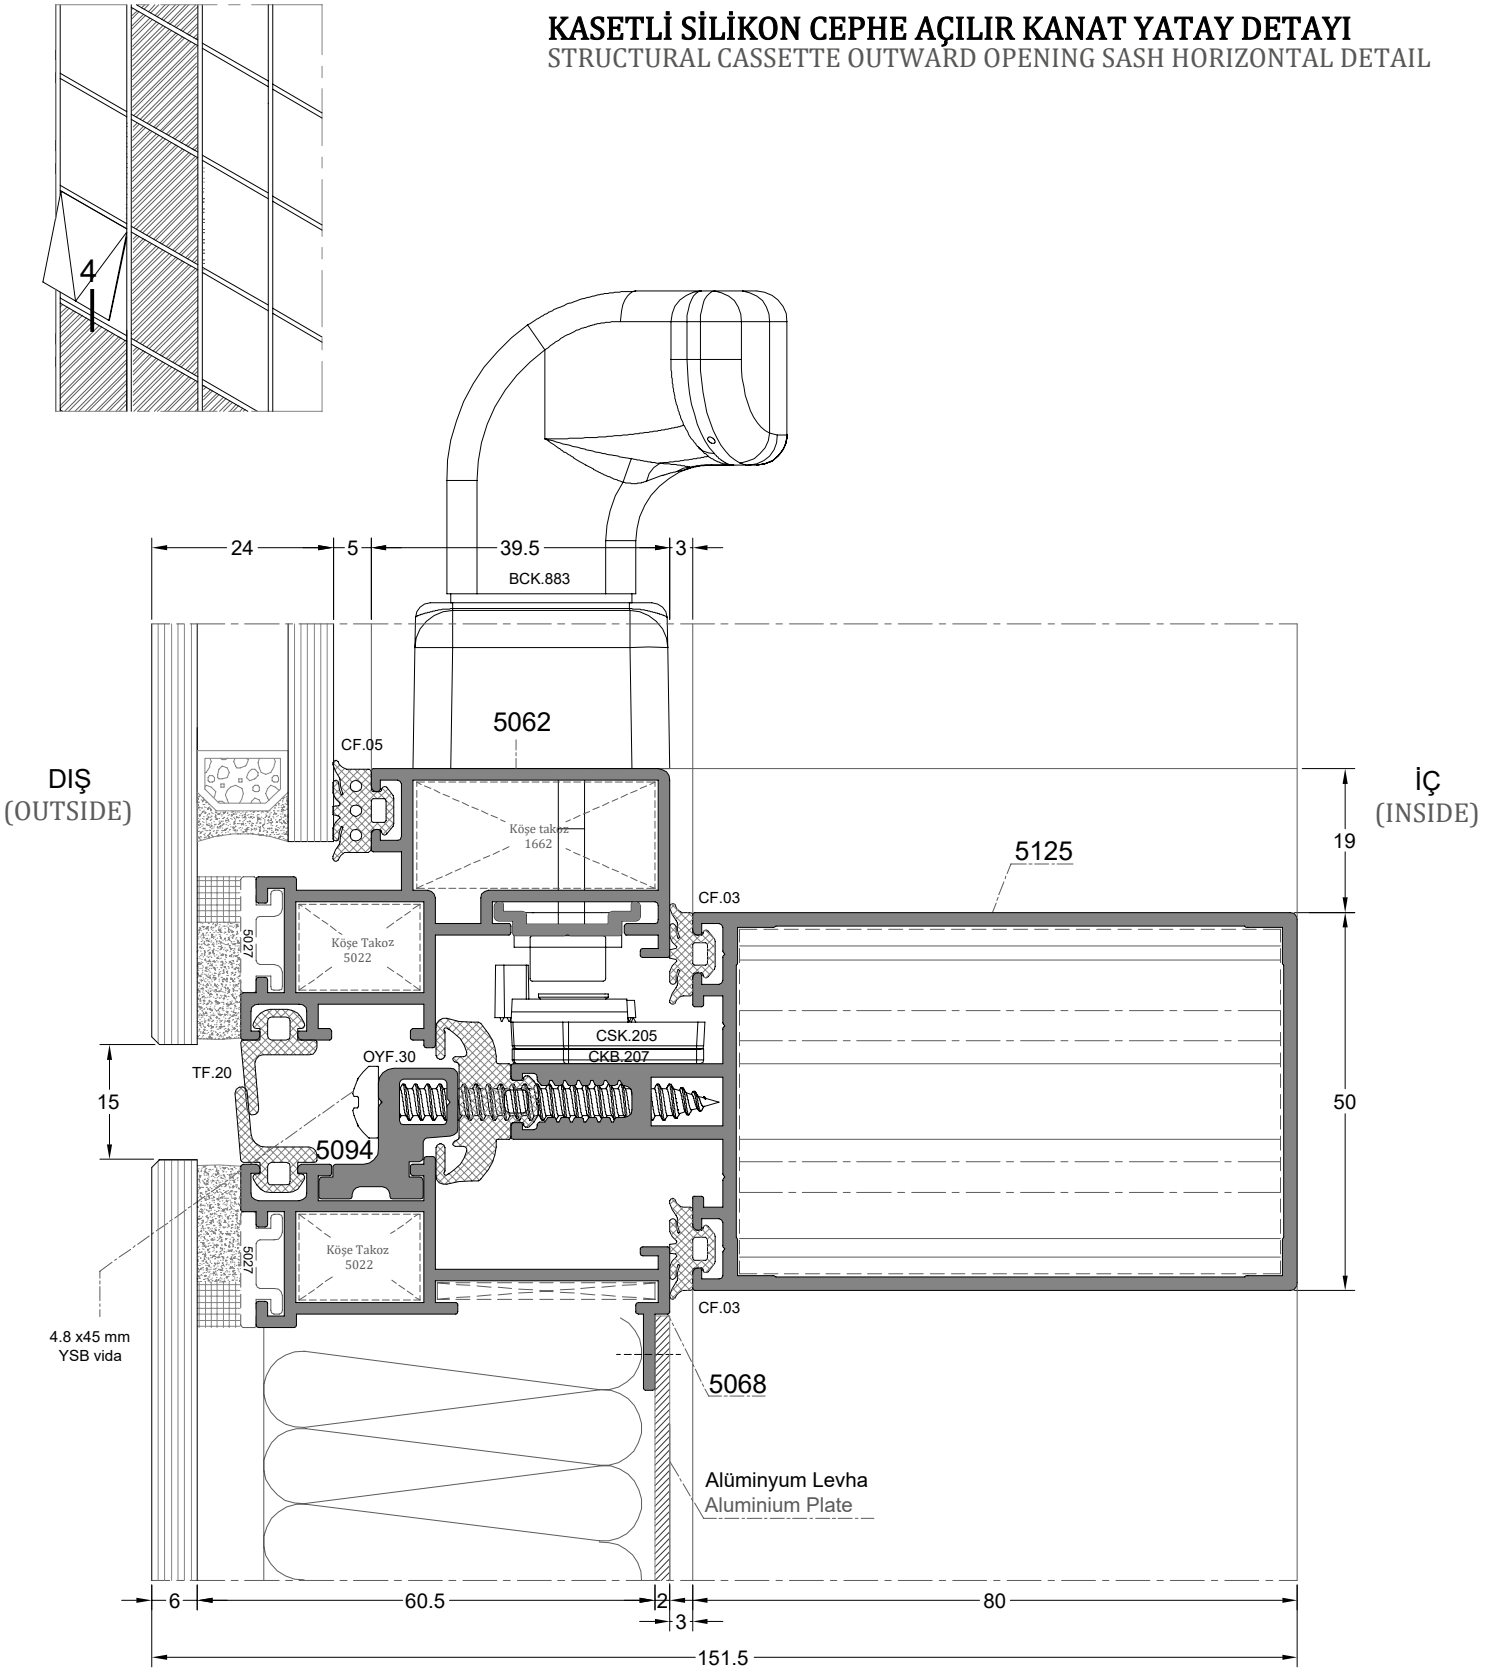 KASETLİ SİLİKON CEPHE AÇILIR KANAT YATAY DETAYI
STRUCTURAL CASSETTE OUTWARD OPENING SASH HORIZONTAL DETAIL
4
24
5
39.5
3
BCK.883
5062
CF.05
DIŞ
(OUTSIDE)
İÇ
(INSIDE)
Köşe takoz
1662
19
5125
CF.03
5027
Köşe Takoz
5022
CSK.205
CKB.207
OYF.30
TF.20
15
50
5094
Köşe Takoz
5022
5027
CF.03
4.8 x45 mm
YSB vida
5068
Alüminyum Levha
Aluminium Plate
6
60.5
2
80
3
151.5